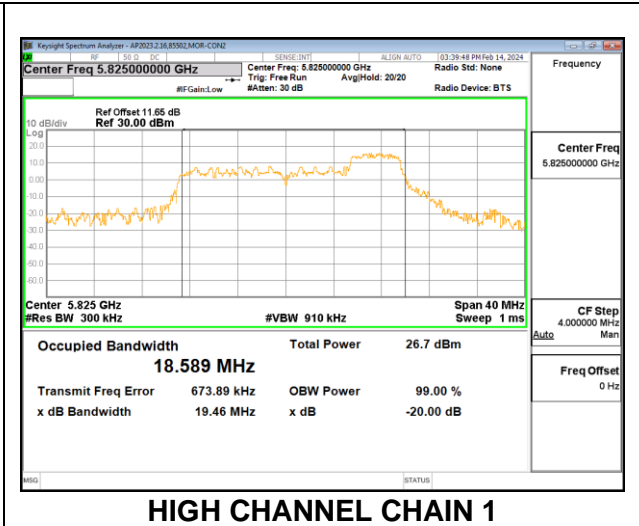 Keysight Spectrum Analyzer - AP2023.2.16,85502,MOR-CON2
RF 50 Ω DC SENSE:INT ALIGN AUTO 03:39:48 PM Feb 14, 2024
Center Freq 5.825000000 GHz
Center Freq: 5.825000000 GHz
Radio Std: None
Trig: Free Run Avg|Hold: 20/20
#IFGain:Low #Atten: 30 dB Radio Device: BTS
Frequency
Ref Offset 11.65 dB
10 dB/div Ref 30.00 dBm
Log
20.0
10.0
0.00
-10.0
-20.0
-30.0
-40.0
-50.0
-60.0
Center Freq
5.825000000 GHz
Center 5.825 GHz Span 40 MHz
#Res BW 300 kHz #VBW 910 kHz Sweep 1 ms
CF Step
4.000000 MHz
Auto Man
Occupied Bandwidth Total Power 26.7 dBm
18.589 MHz
Freq Offset
0 Hz
Transmit Freq Error 673.89 kHz OBW Power 99.00 %
x dB Bandwidth 19.46 MHz x dB -20.00 dB
MSG STATUS
HIGH CHANNEL CHAIN 1